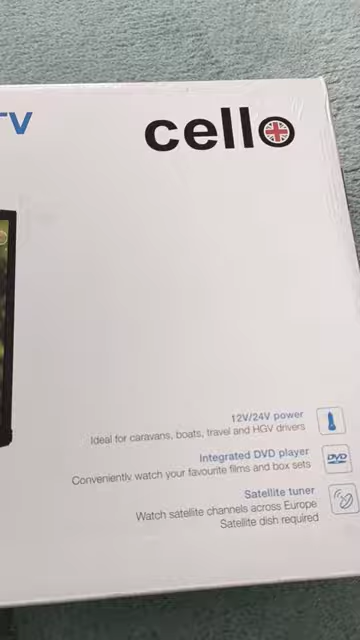 TV
cello
12V/24V power
Ideal for caravans, boats, travel and HGV drivers
Integrated DVD player
Conveniently watch your favourite films and box sets
DVD
Satellite tuner
Watch satellite channels across Europe
Satellite dish required